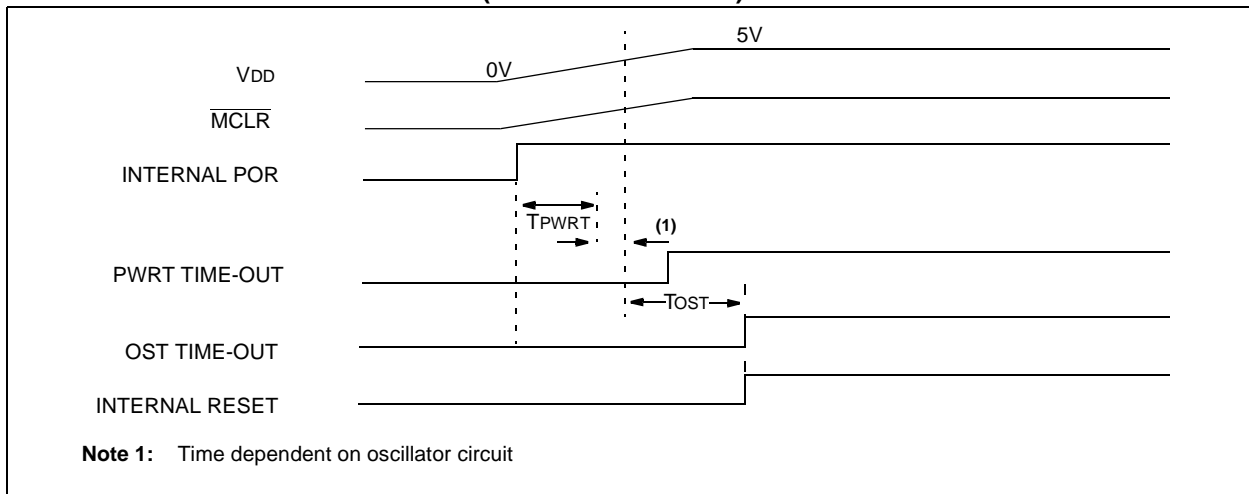 5V
0V
VDD
MCLR
INTERNAL POR
TPWRT
(1)
PWRT TIME-OUT
TOST
OST TIME-OUT
INTERNAL RESET
Note 1: Time dependent on oscillator circuit